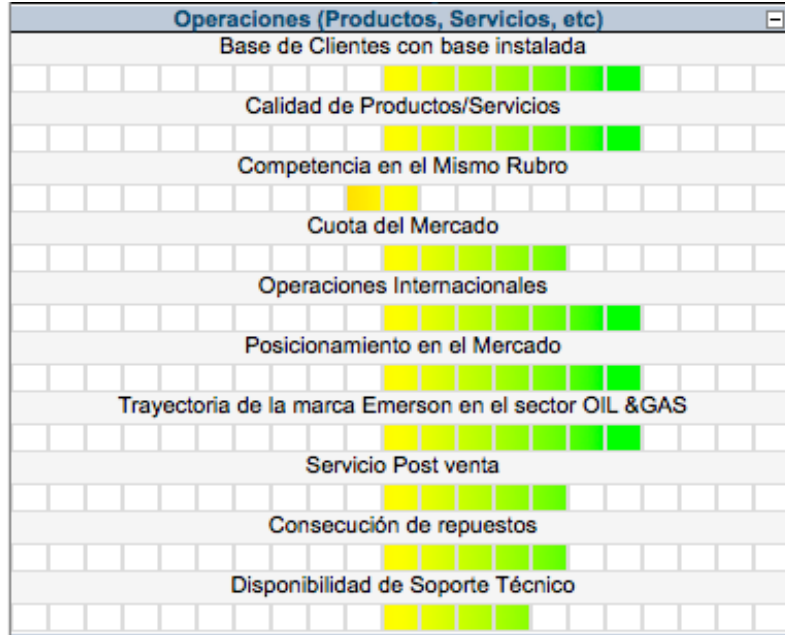 Operaciones (Productos, Servicios, etc)
Base de Clientes con base instalada
Calidad de Productos/Servicios
Competencia en el Mismo Rubro
Cuota del Mercado
Operaciones Internacionales
Posicionamiento en el Mercado
Trayectoria de la marca Emerson en el sector OIL &GAS
Servicio Post venta
Consecución de repuestos
Disponibilidad de Soporte Técnico